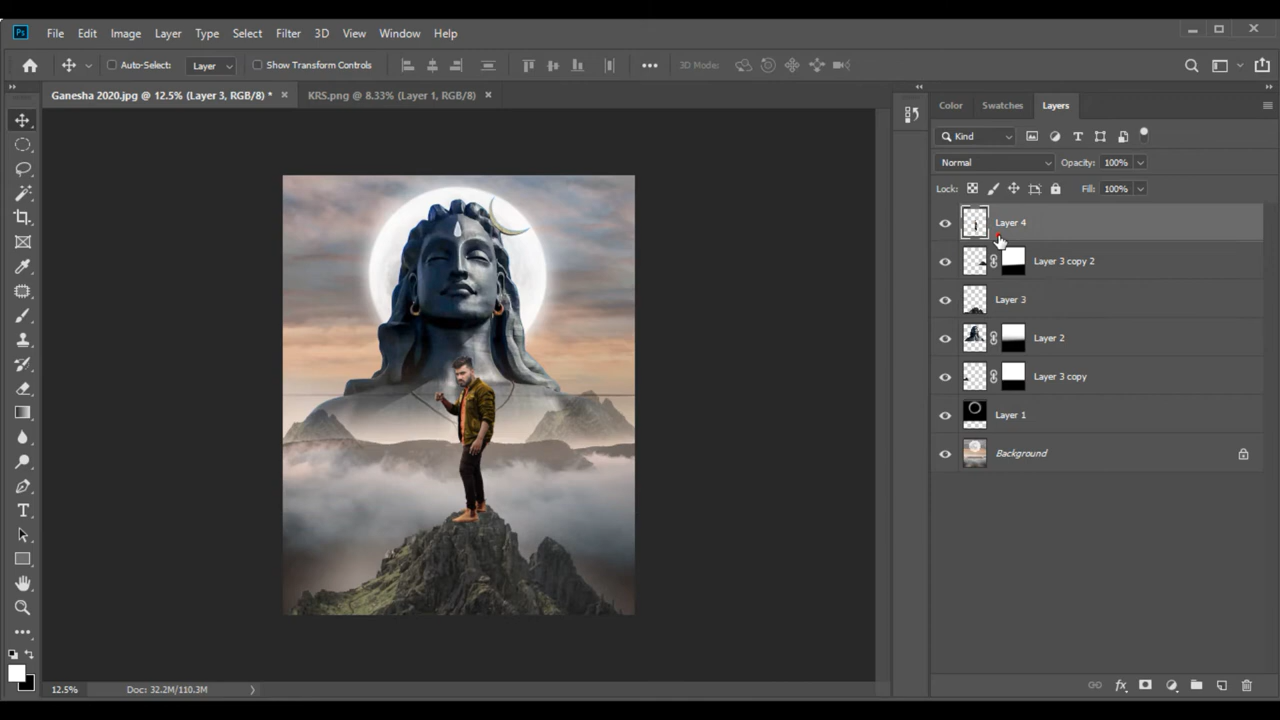 Ps File Edit Image Layer Type Select Filter 3D View Window Help
Auto-Select: Layer Show Transform Controls 3D Mode:
Ganesha 2020.jpg @ 12.5% (Layer 3, RGB/8) * KRS.png @ 8.33% (Layer 1, RGB/8)
Color Swatches Layers
Kind
Normal Opacity: 100%
Lock: Fill: 100%
Layer 4
Layer 3 copy 2
Layer 3
Layer 2
Layer 3 copy
Layer 1
Background
12.5% Doc: 32.2M/110.3M